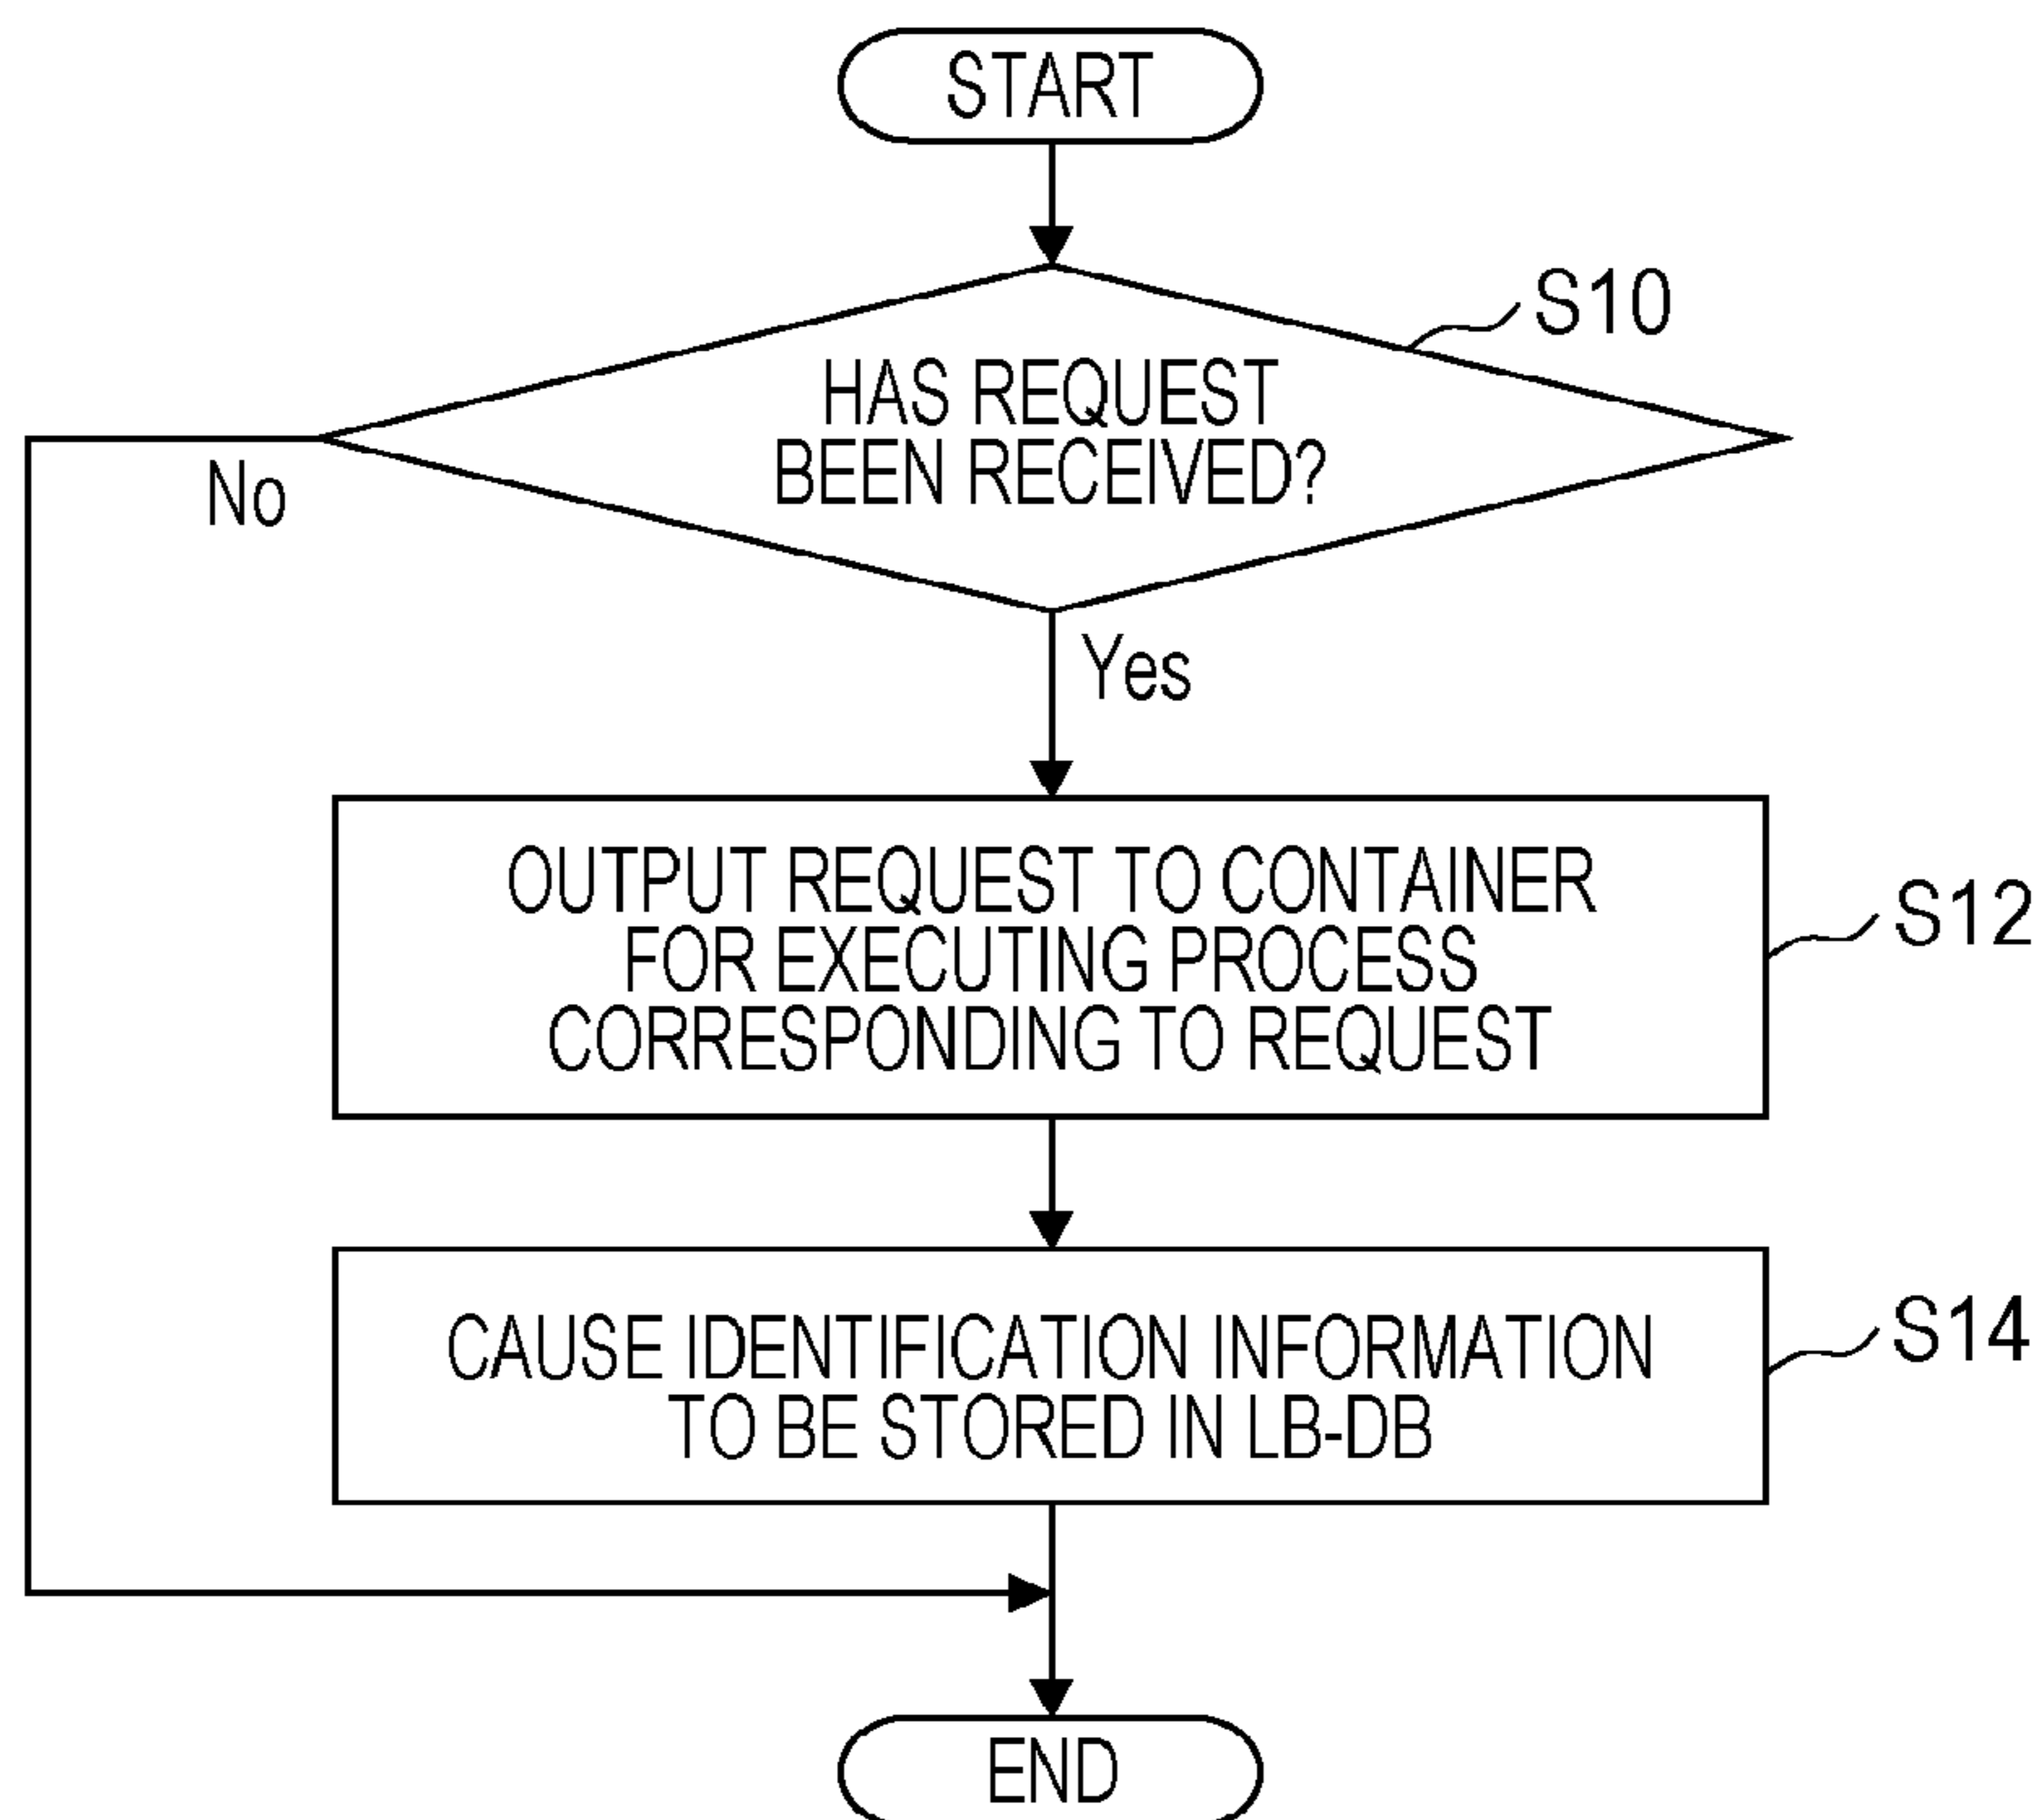 START
S10
HAS REQUEST
BEEN RECEIVED?
No
Yes
OUTPUT REQUEST TO CONTAINER
FOR EXECUTING PROCESS
CORRESPONDING TO REQUEST
S12
CAUSE IDENTIFICATION INFORMATION
TO BE STORED IN LB-DB
S14
END